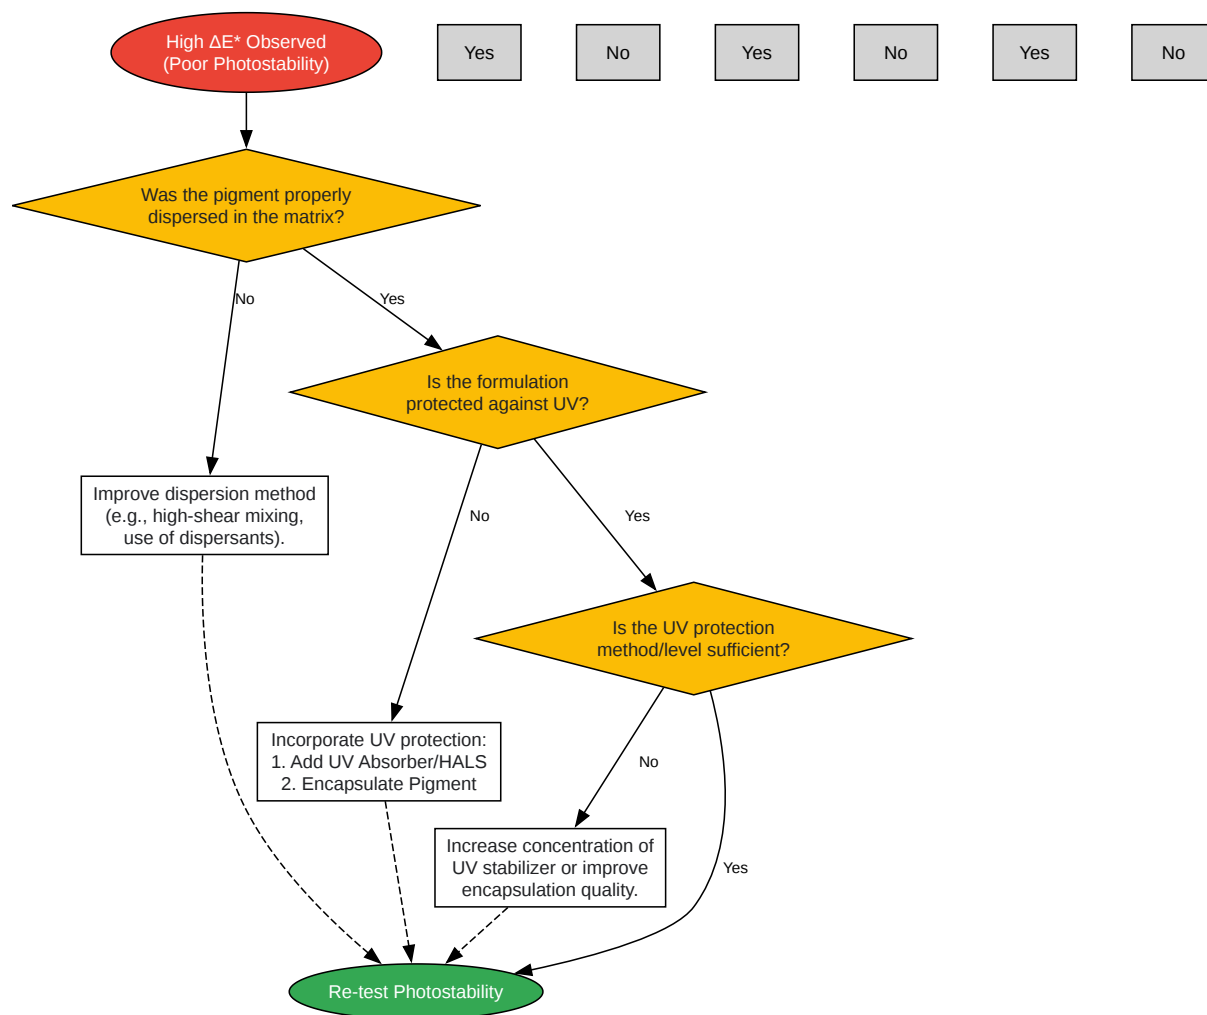 High ΔE* Observed
(Poor Photostability)
Yes
No
Yes
No
Yes
No
Was the pigment properly
dispersed in the matrix?
No
Yes
Is the formulation
protected against UV?
Improve dispersion method
(e.g., high-shear mixing,
use of dispersants).
No
Yes
Is the UV protection
method/level sufficient?
Incorporate UV protection:
1. Add UV Absorber/HALS
2. Encapsulate Pigment
No
Increase concentration of
UV stabilizer or improve
encapsulation quality.
Yes
Re-test Photostability